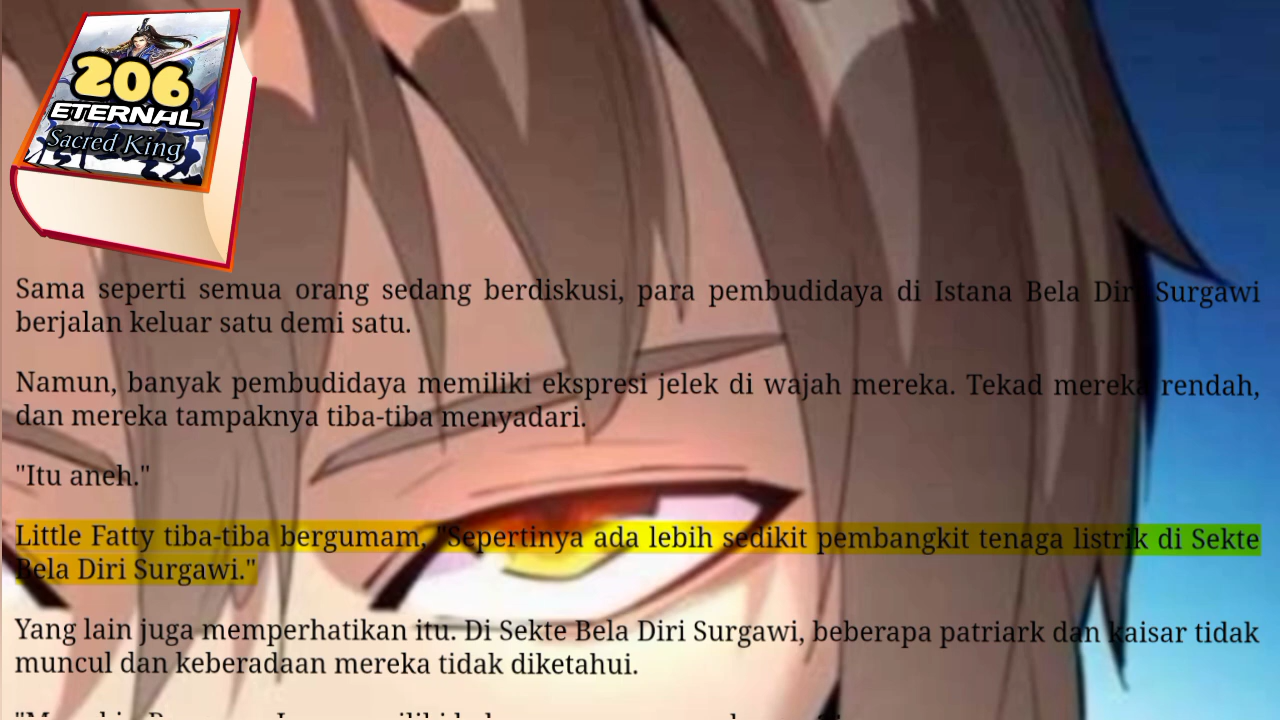 206
ETERNAL
Sacred King
Sama seperti semua orang sedang berdiskusi, para pembudidaya di Istana Bela Diri Surgawi
berjalan keluar satu demi satu.
Namun, banyak pembudidaya memiliki ekspresi jelek di wajah mereka. Tekad mereka rendah,
dan mereka tampaknya tiba-tiba menyadari.
"Itu aneh."
Little Fatty tiba-tiba bergumam, "Sepertinya ada lebih sedikit pembangkit tenaga listrik di Sekte
Bela Diri Surgawi."
Yang lain juga memperhatikan itu. Di Sekte Bela Diri Surgawi, beberapa patriark dan kaisar tidak
muncul dan keberadaan mereka tidak diketahui.